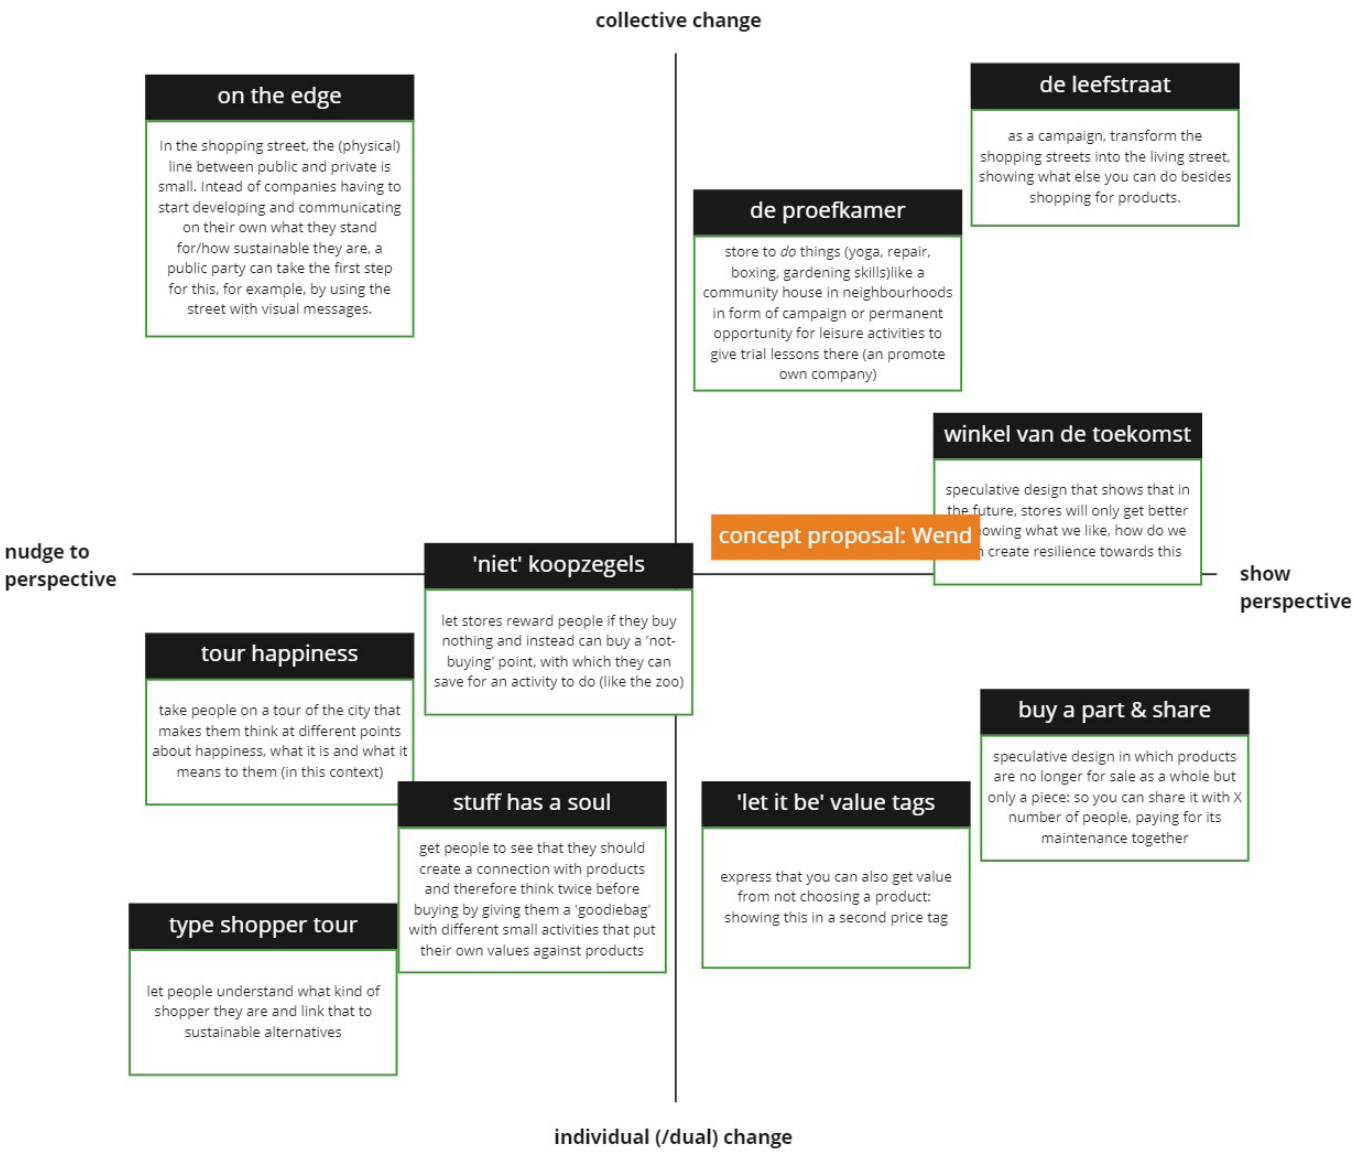 collective change
on the edge
In the shopping street, the (physical)
line between public and private is
small. Intead of companies having to
start developing and communicating
on their own what they stand
for/how sustainable they are, a
public party can take the first step
for this, for example, by using the
street with visual messages.
de leefstraat
as a campaign, transform the
shopping streets into the living street,
showing what else you can do besides
shopping for products.
de proefkamer
store to do things (yoga, repair,
boxing, gardening skills)like a
community house in neighbourhoods
in form of campaign or permanent
opportunity for leisure activities to
give trial lessons there (an promote
own company)
winkel van de toekomst
speculative design that shows that in
the future, stores will only get better
owing what we like, how do we
create resilience towards this
concept proposal: Wend
nudge to
perspective
show
perspective
'niet' koopzegels
let stores reward people if they buy
nothing and instead can buy a 'not-
buying' point, with which they can
save for an activity to do (like the zoo)
tour happiness
take people on a tour of the city that
makes them think at different points
about happiness, what it is and what it
means to them (in this context)
buy a part & share
speculative design in which products
are no longer for sale as a whole but
only a piece: so you can share it with X
number of people, paying for its
maintenance together
stuff has a soul
get people to see that they should
create a connection with products
and therefore think twice before
buying by giving them a 'goodiebag'
with different small activities that put
their own values against products
'let it be' value tags
express that you can also get value
from not choosing a product:
showing this in a second price tag
type shopper tour
let people understand what kind of
shopper they are and link that to
sustainable alternatives
individual (/dual) change